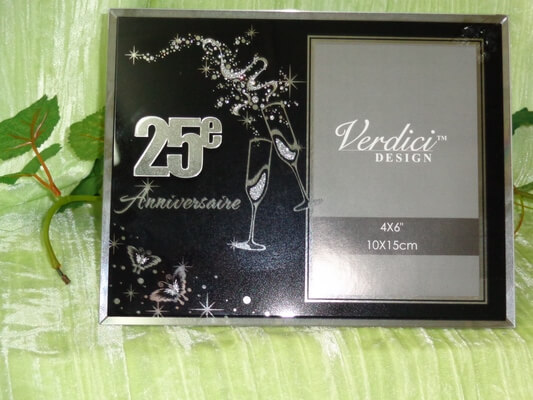 25e
Anniversaire
Verdici™
DESIGN
4X6"
10X15cm